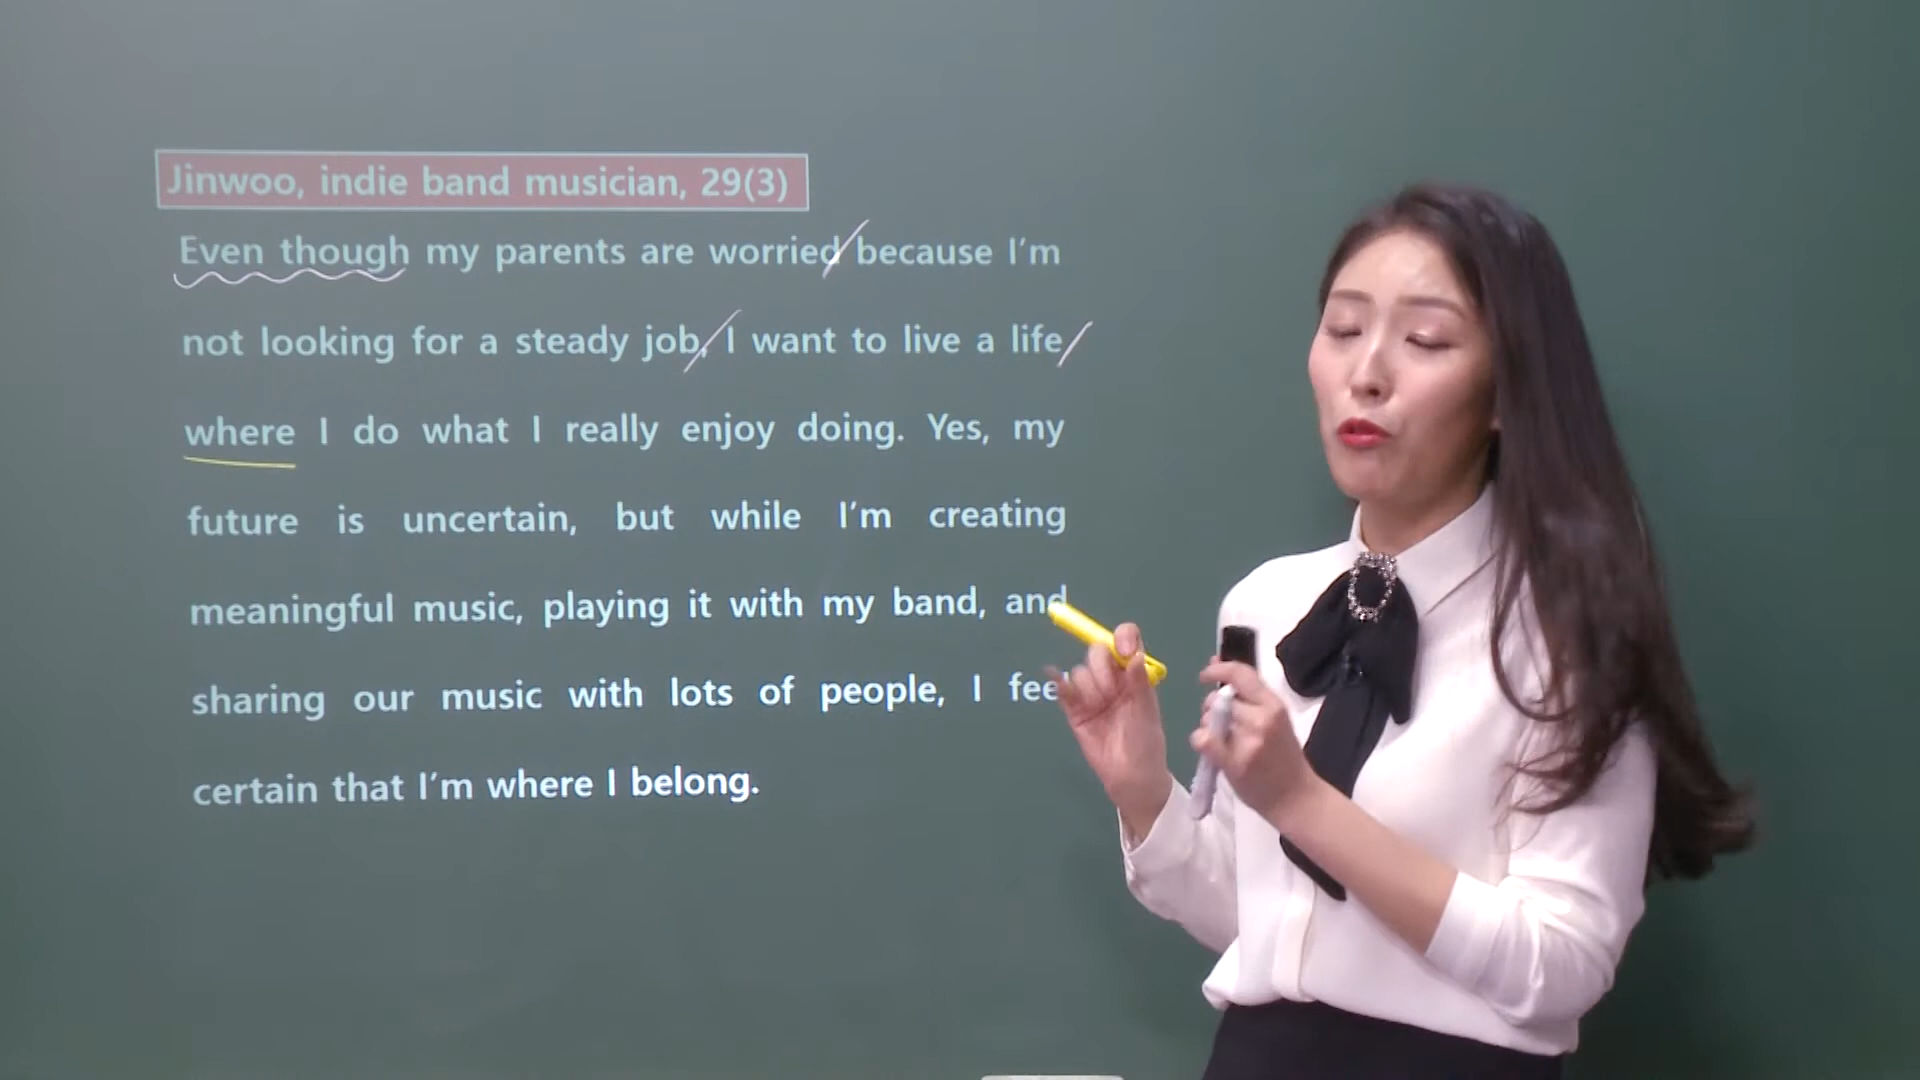 Jinwoo, indie band musician, 29(3)
Even though my parents are worried because I'm
not looking for a steady job, I want to live a life
where I do what I really enjoy doing. Yes, my
future is uncertain, but while I'm creating
meaningful music, playing it with my band, and
sharing our music with lots of people, I feel
certain that I'm where I belong.